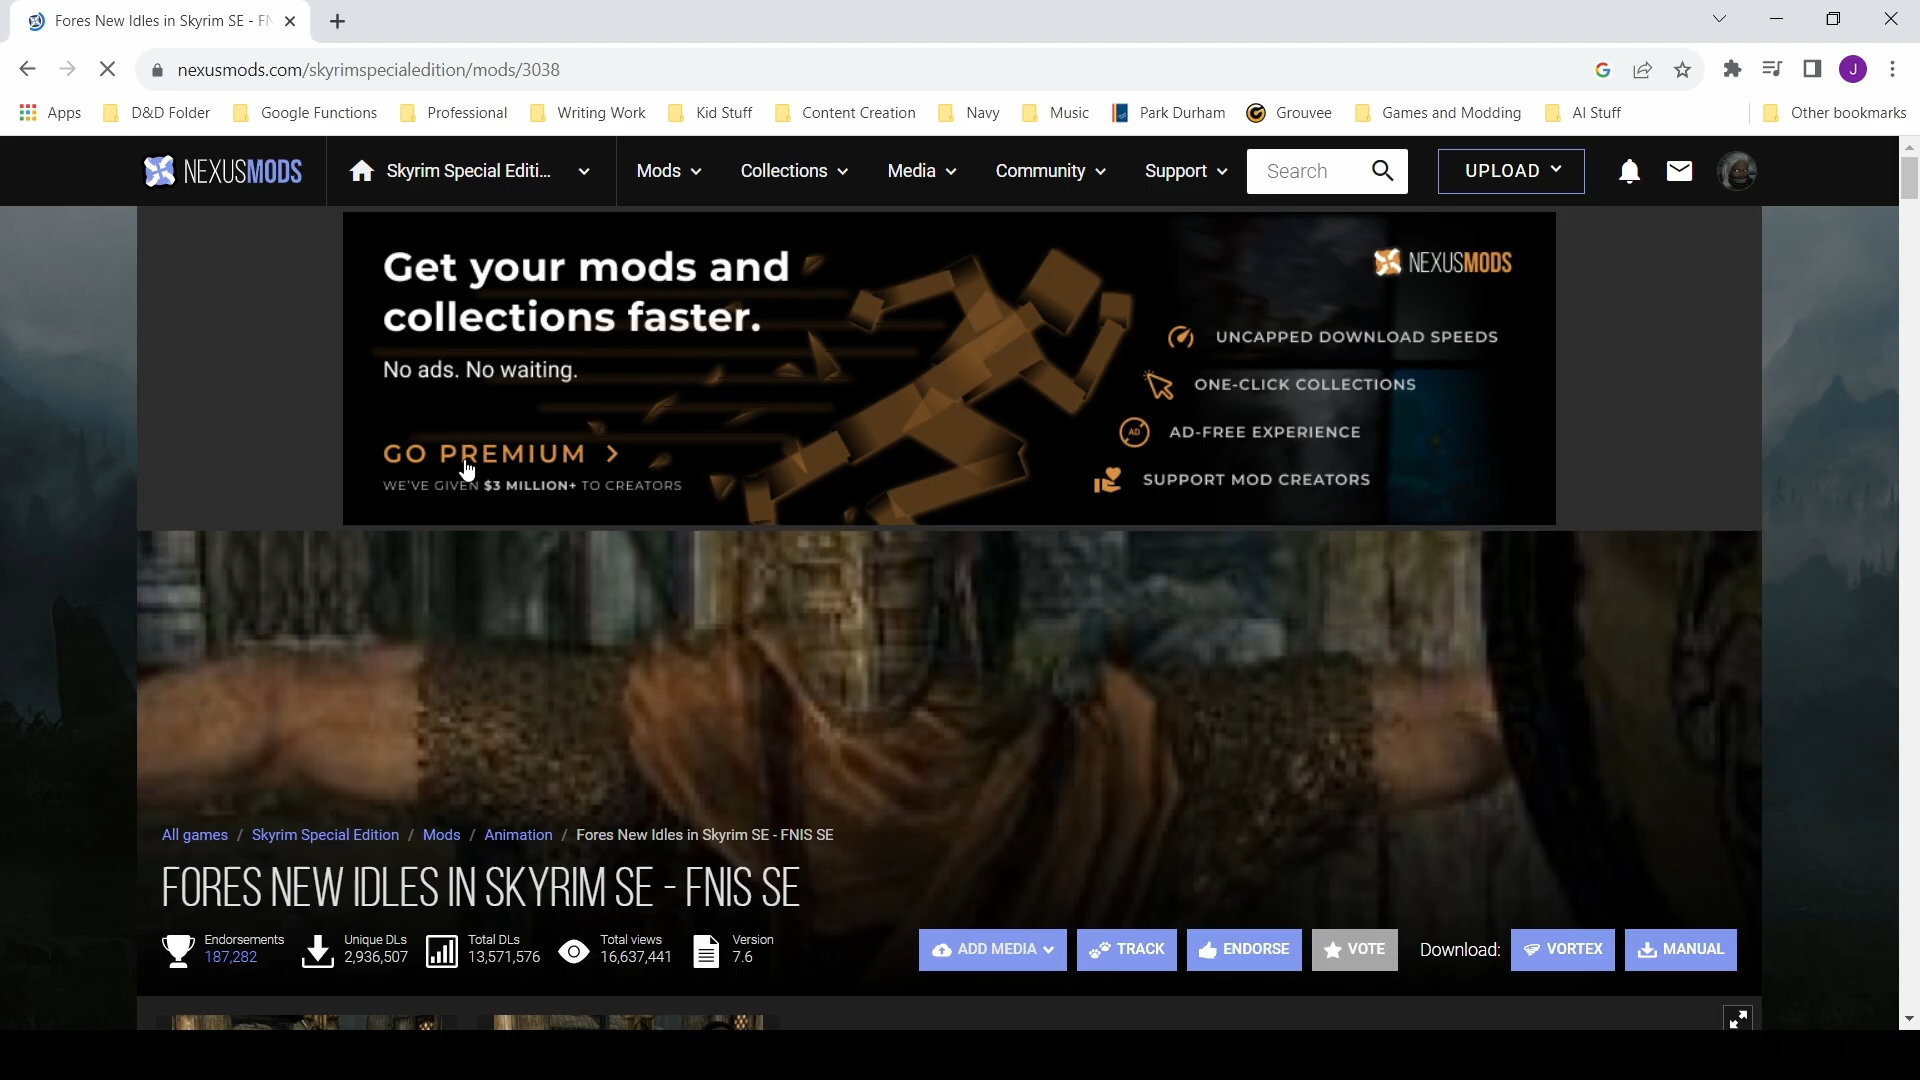 Fores New Idles in Skyrim SE - FN
nexusmods.com/skyrimspecialedition/mods/3038
J
Apps D&D Folder Google Functions Professional Writing Work Kid Stuff Content Creation Navy Music Park Durham Grouvee Games and Modding AI Stuff Other bookmarks
NEXUSMODS Skyrim Special Editi... Mods Collections Media Community Support Search UPLOAD
Get your mods and
collections faster.
No ads. No waiting.
GO PREMIUM >
WE'VE GIVEN $3 MILLION+ TO CREATORS
NEXUSMODS
UNCAPPED DOWNLOAD SPEEDS
ONE-CLICK COLLECTIONS
AD AD-FREE EXPERIENCE
SUPPORT MOD CREATORS
All games / Skyrim Special Edition / Mods / Animation / Fores New Idles in Skyrim SE - FNIS SE
FORES NEW IDLES IN SKYRIM SE - FNIS SE
Endorsements Unique DLs Total DLs Total views Version
187,282 2,936,507 13,571,576 16,637,441 7.6
ADD MEDIA TRACK ENDORSE VOTE Download: VORTEX MANUAL